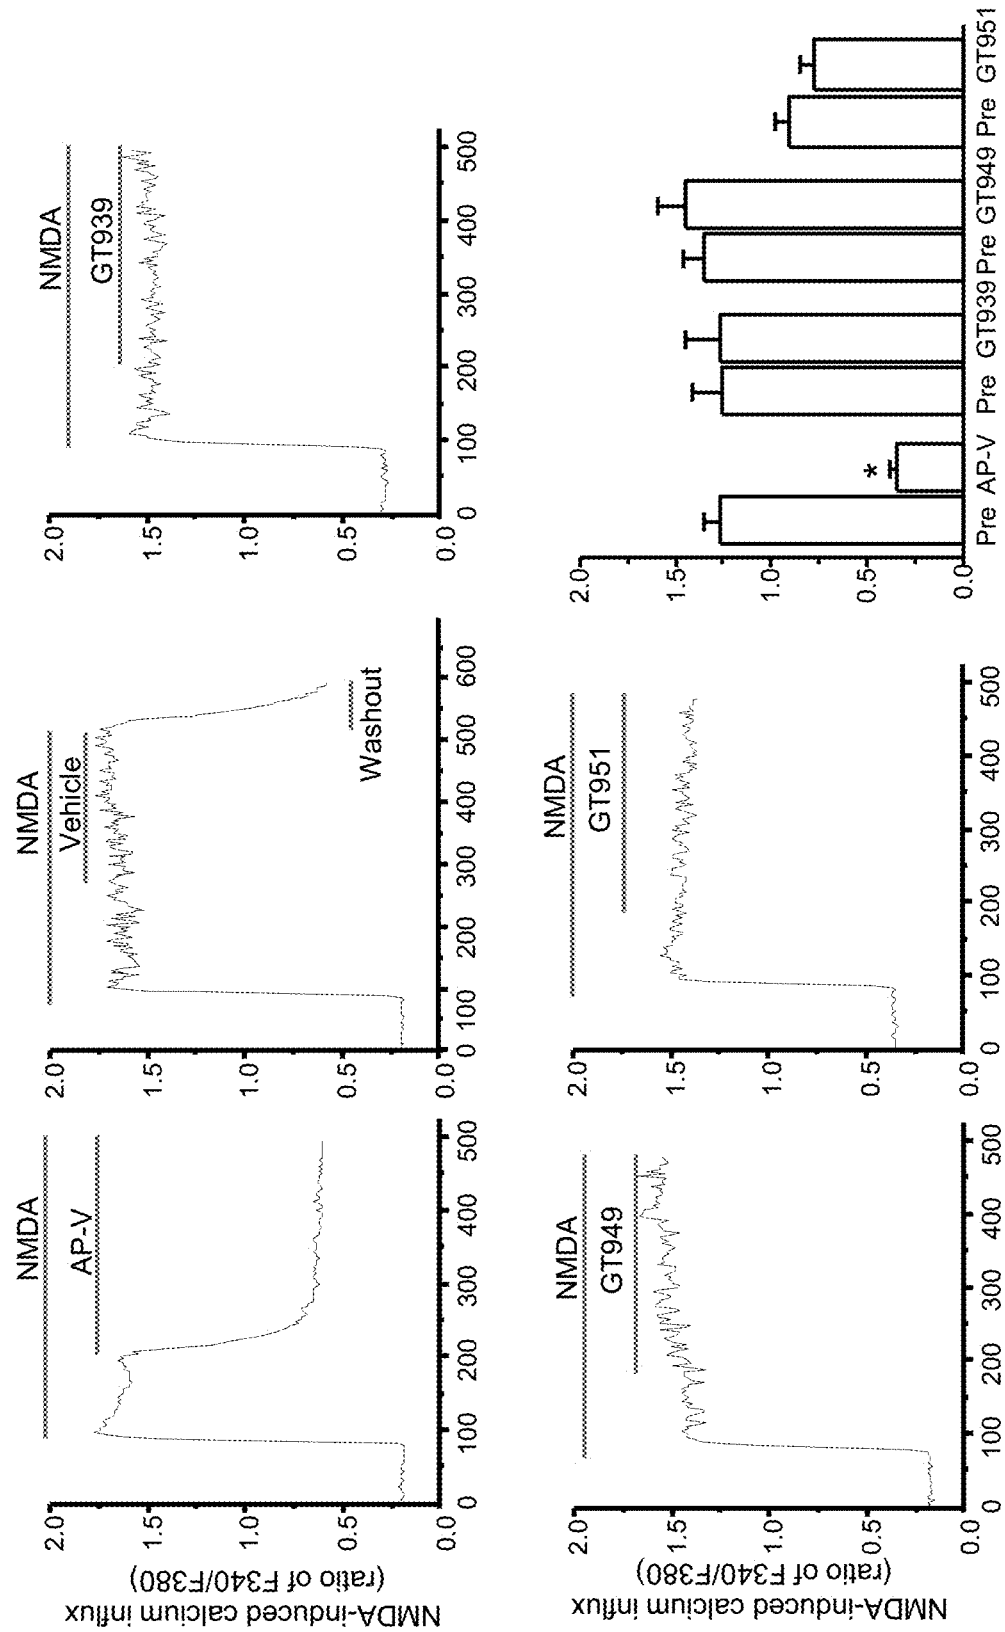 NMDA-induced calcium influx
(ratio of F340/F380)
2.0
1.5
1.0
0.5
0.0
NMDA
AP-V
0 100 200 300 400 500
2.0
1.5
1.0
0.5
0.0
NMDA
Vehicle
Washout
0 100 200 300 400 500 600
2.0
1.5
1.0
0.5
0.0
NMDA
GT939
0 100 200 300 400 500
NMDA-induced calcium influx
(ratio of F340/F380)
2.0
1.5
1.0
0.5
0.0
NMDA
GT949
0 100 200 300 400 500
2.0
1.5
1.0
0.5
0.0
NMDA
GT951
0 100 200 300 400 500
2.0
1.5
1.0
0.5
0.0
*
Pre AP-V Pre GT939 Pre GT949 Pre GT951